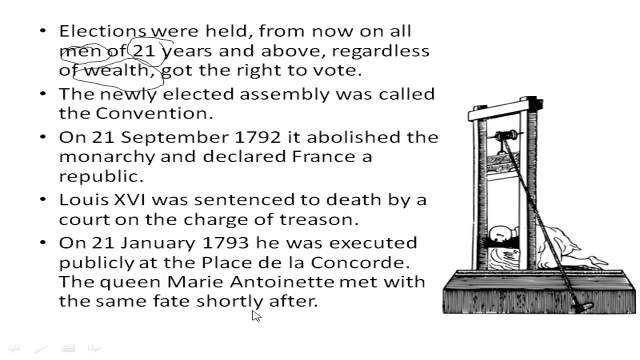 • Elections were held, from now on all
men of 21 years and above, regardless
of wealth, got the right to vote.
• The newly elected assembly was called
the Convention.
• On 21 September 1792 it abolished the
monarchy and declared France a
republic.
• Louis XVI was sentenced to death by a
court on the charge of treason.
• On 21 January 1793 he was executed
publicly at the Place de la Concorde.
The queen Marie Antoinette met with
the same fate shortly after.